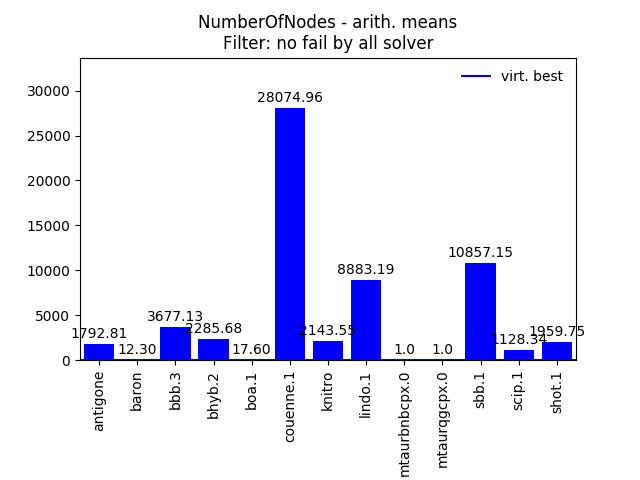 NumberOfNodes - arith. means
Filter: no fail by all solver
virt. best
30000
25000
20000
15000
10000
5000
0
1792.81
12.30
3677.13
2285.68
17.60
28074.96
2143.55
8883.19
1.0
1.0
10857.15
1128.34
1959.75
antigone
baron
bbb.3
bhyb.2
boa.1
couenne.1
knitro
lindo.1
mtaurbnbcpx.0
mtaurqgcpx.0
sbb.1
scip.1
shot.1